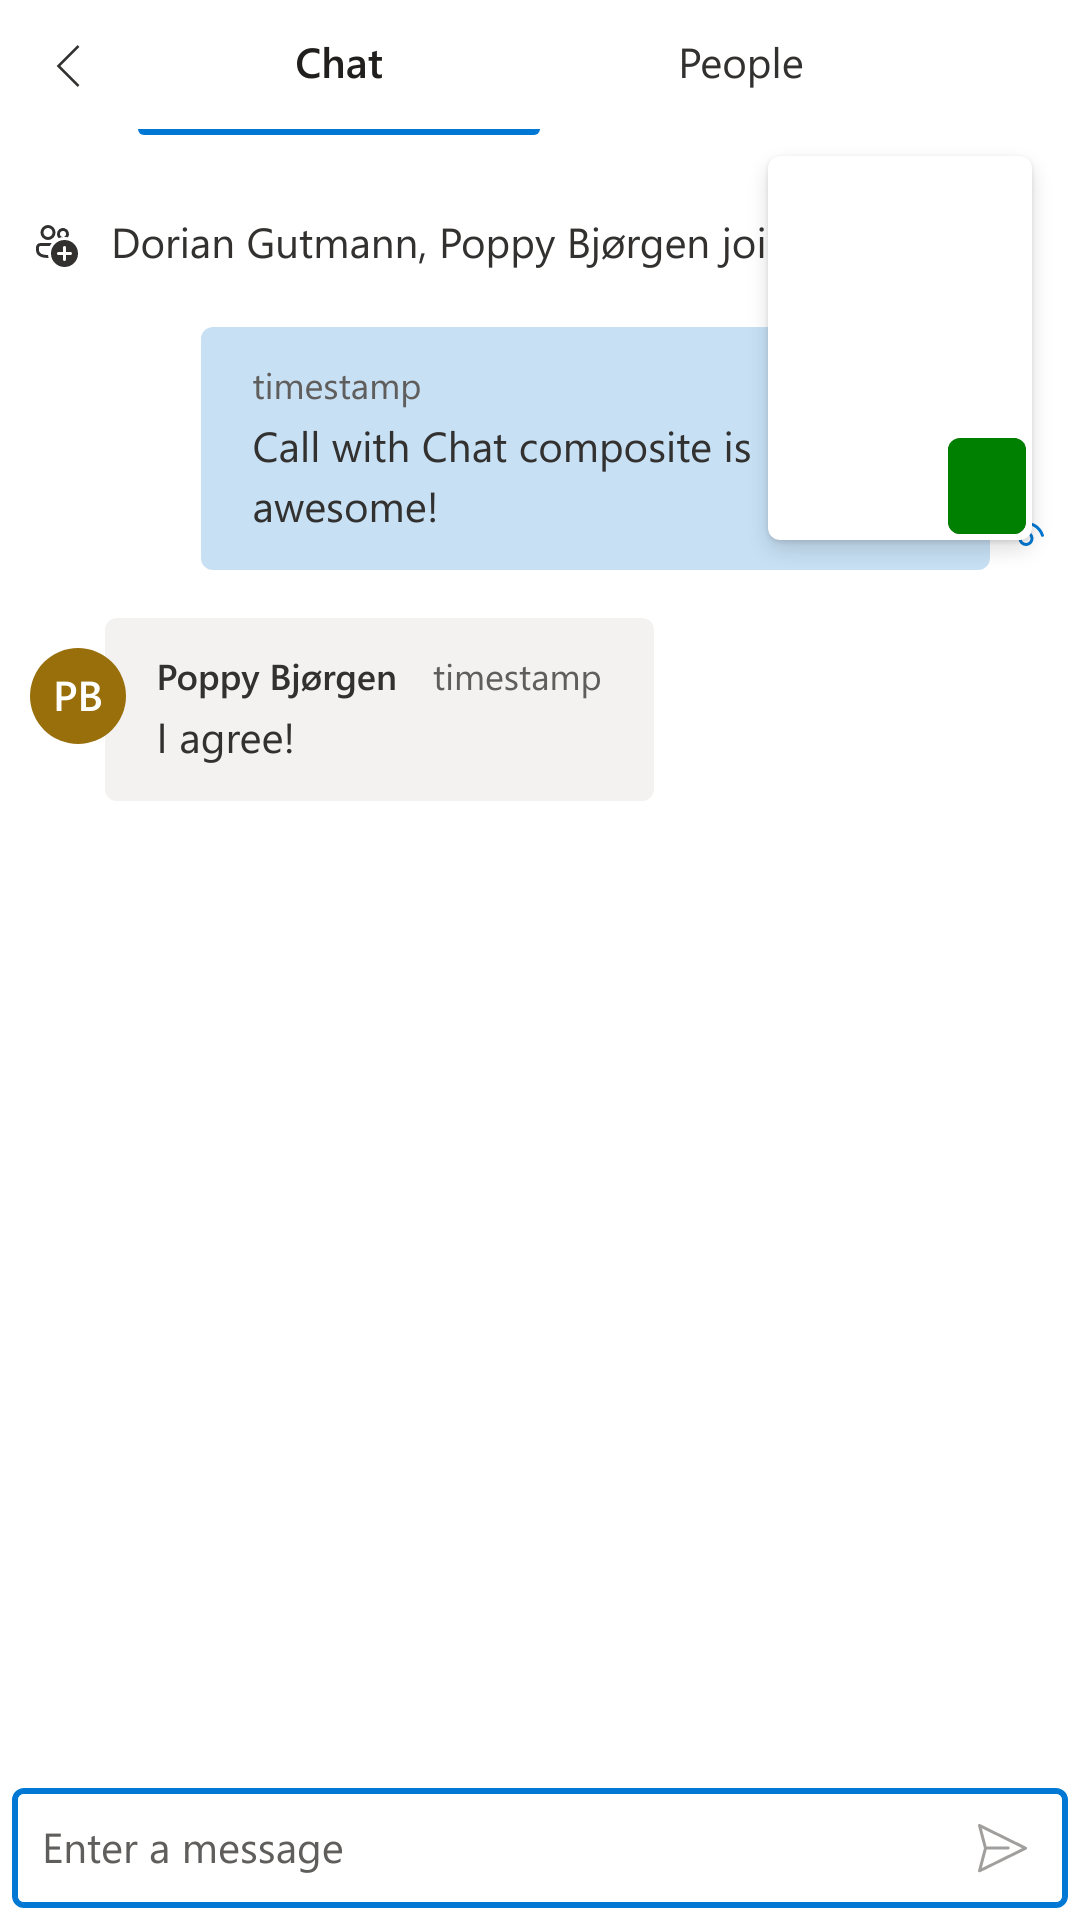 Chat People
Dorian Gutmann, Poppy Bjørgen
timestamp
Call with Chat composite is
awesome!
PB
Poppy Bjørgen timestamp
I agree!
Enter a message